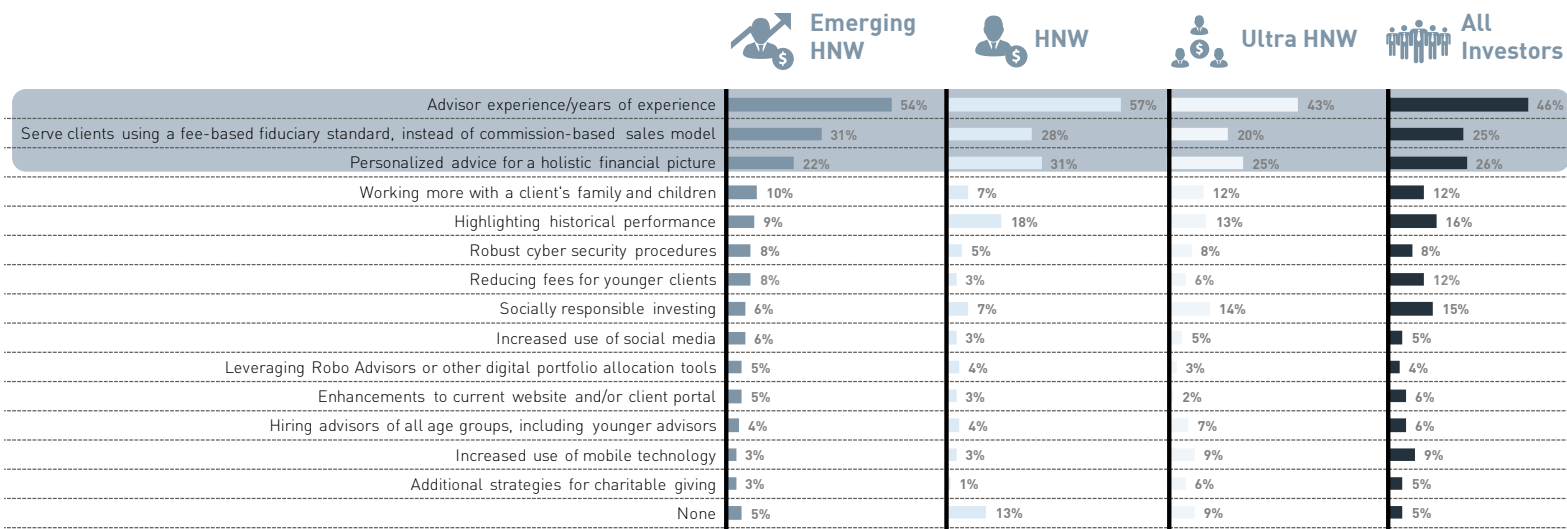 Emerging HNW HNW Ultra HNW All Investors
Advisor experience/years of experience 54% 57% 43% 46%
Serve clients using a fee-based fiduciary standard, instead of commission-based sales model 31% 28% 20% 25%
Personalized advice for a holistic financial picture 22% 31% 25% 26%
Working more with a client's family and children 10% 7% 12% 12%
Highlighting historical performance 9% 18% 13% 16%
Robust cyber security procedures 8% 5% 8% 8%
Reducing fees for younger clients 8% 3% 6% 12%
Socially responsible investing 6% 7% 14% 15%
Increased use of social media 6% 3% 5% 5%
Leveraging Robo Advisors or other digital portfolio allocation tools 5% 4% 3% 4%
Enhancements to current website and/or client portal 5% 3% 2% 6%
Hiring advisors of all age groups, including younger advisors 4% 4% 7% 6%
Increased use of mobile technology 3% 3% 9% 9%
Additional strategies for charitable giving 3% 1% 6% 5%
None 5% 13% 9% 5%